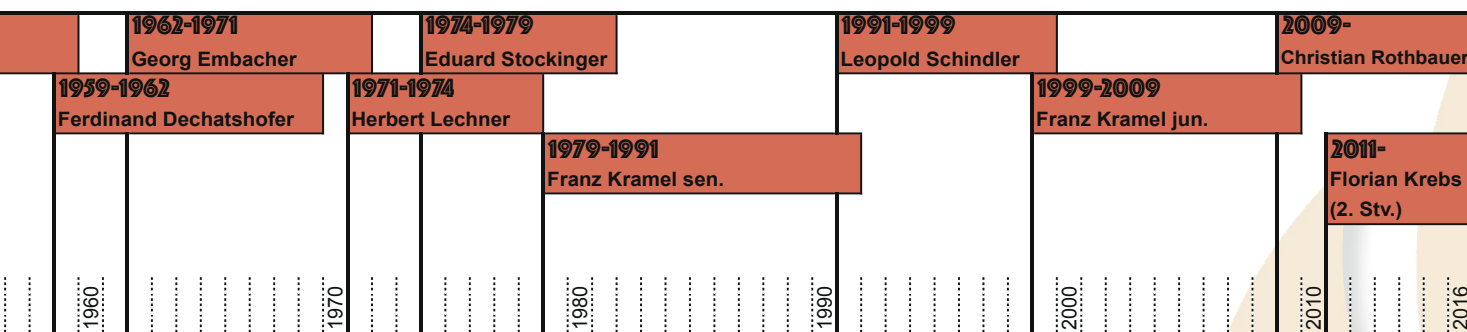 1962-1971
Georg Embacher
1974-1979
Eduard Stockinger
1991-1999
Leopold Schindler
2009-
Christian Rothbauer
1959-1962
Ferdinand Dechatshofer
1971-1974
Herbert Lechner
1999-2009
Franz Kramel jun.
1979-1991
Franz Kramel sen.
2011-
Florian Krebs
(2. Stv.)
1960
1970
1980
1990
2000
2010
2016